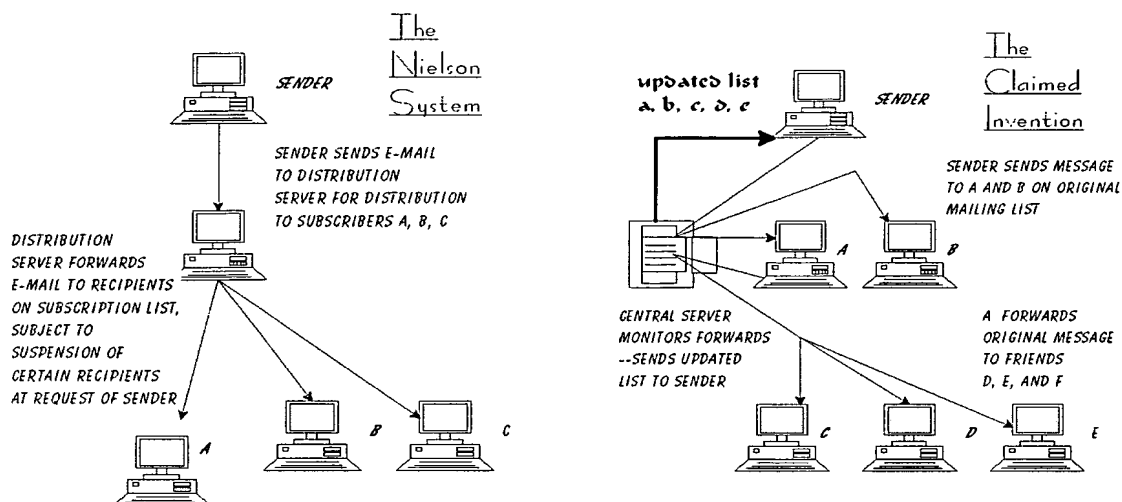 The
Nielson
System
SENDER
SENDER SENDS E-MAIL
TO DISTRIBUTION
SERVER FOR DISTRIBUTION
TO SUBSCRIBERS A, B, C
DISTRIBUTION
SERVER FORWARDS
E-MAIL TO RECIPIENTS
ON SUBSCRIPTION LIST,
SUBJECT TO
SUSPENSION OF
CERTAIN RECIPIENTS
AT REQUEST OF SENDER
A
B
C
The
Claimed
Invention
updated list
a, b, c, d, e
SENDER
SENDER SENDS MESSAGE
TO A AND B ON ORIGINAL
MAILING LIST
A
B
CENTRAL SERVER
MONITORS FORWARDS
--SENDS UPDATED
LIST TO SENDER
A FORWARDS
ORIGINAL MESSAGE
TO FRIENDS
D, E, AND F
C
D
E